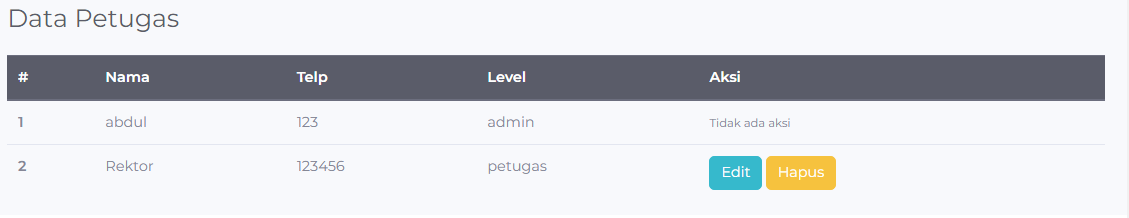 Data Petugas
# Nama Telp Level Aksi
1 abdul 123 admin Tidak ada aksi
2 Rektor 123456 petugas Edit Hapus